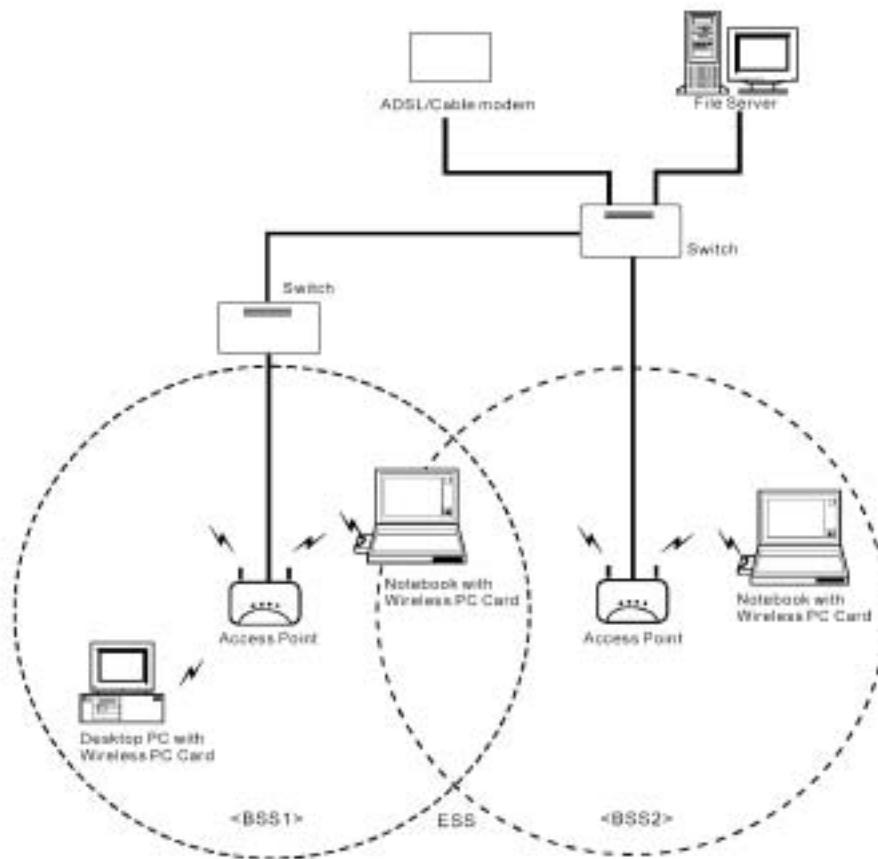 ADSL/Cable modem
File Server
Switch
Switch
Notebook with
Wireless PC Card
Notebook with
Wireless PC Card
Access Point
Access Point
Desktop PC with
Wireless PC Card
<BSS1>
ESS
<BSS2>